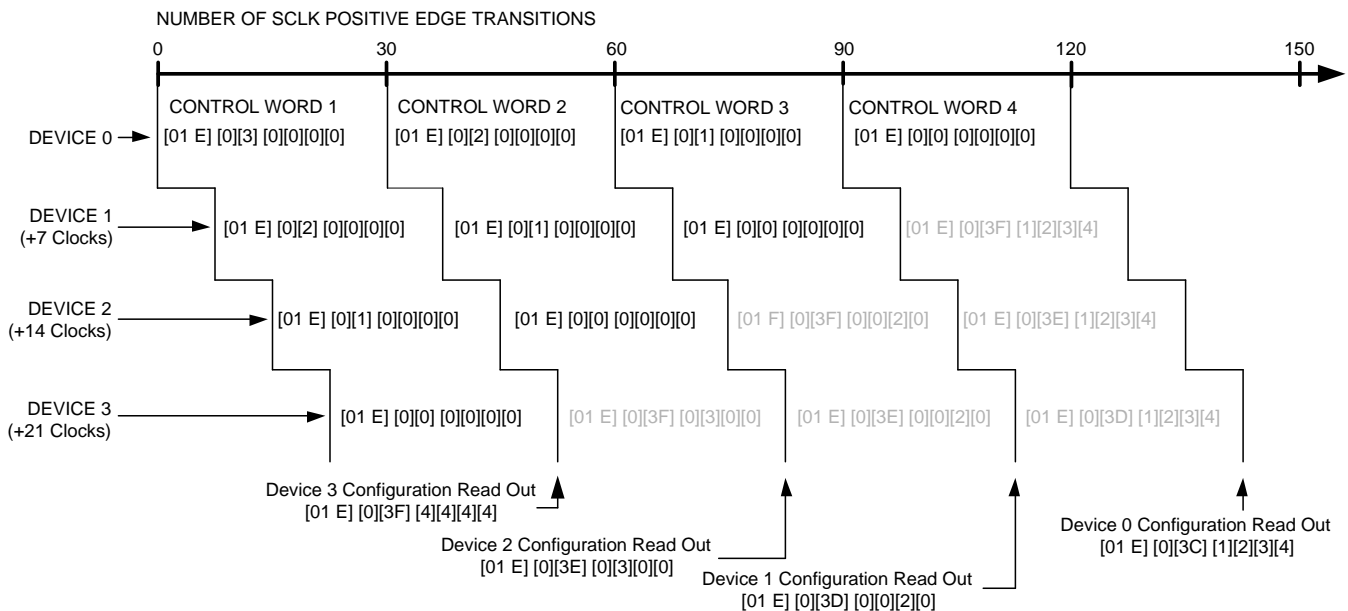 NUMBER OF SCLK POSITIVE EDGE TRANSITIONS
0 30 60 90 120 150
CONTROL WORD 1 CONTROL WORD 2 CONTROL WORD 3 CONTROL WORD 4
DEVICE 0 [01 E] [0][3] [0][0][0][0] [01 E] [0][2] [0][0][0][0] [01 E] [0][1] [0][0][0][0] [01 E] [0][0] [0][0][0][0]
DEVICE 1 [01 E] [0][2] [0][0][0][0] [01 E] [0][1] [0][0][0][0] [01 E] [0][0] [0][0][0][0] [01 E] [0][3F] [1][2][3][4]
(+7 Clocks)
DEVICE 2 [01 E] [0][1] [0][0][0][0] [01 E] [0][0] [0][0][0][0] [01 F] [0][3F] [0][0][2][0] [01 E] [0][3E] [1][2][3][4]
(+14 Clocks)
DEVICE 3 [01 E] [0][0] [0][0][0][0] [01 E] [0][3F] [0][3][0][0] [01 E] [0][3E] [0][0][2][0] [01 E] [0][3D] [1][2][3][4]
(+21 Clocks)
Device 3 Configuration Read Out
[01 E] [0][3F] [4][4][4][4]
Device 2 Configuration Read Out
[01 E] [0][3E] [0][3][0][0]
Device 1 Configuration Read Out
[01 E] [0][3D] [0][0][2][0]
Device 0 Configuration Read Out
[01 E] [0][3C] [1][2][3][4]